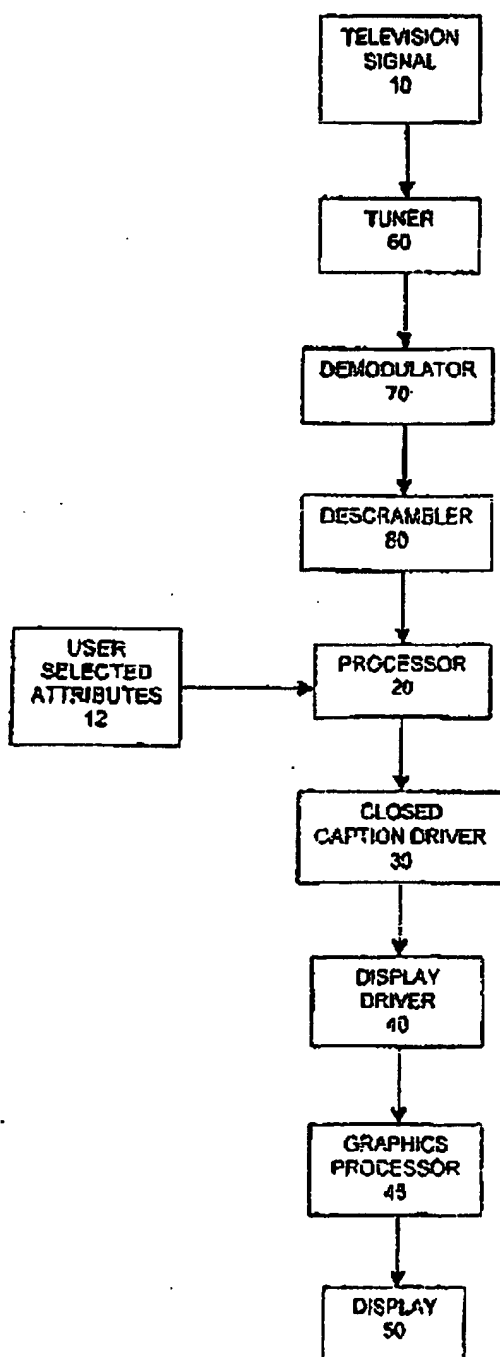 TELEVISION
SIGNAL
10
TUNER
60
DEMODULATOR
70
DESCRAMBLER
80
USER
SELECTED
ATTRIBUTES
12
PROCESSOR
20
CLOSED
CAPTION DRIVER
30
DISPLAY
DRIVER
40
GRAPHICS
PROCESSOR
45
DISPLAY
50